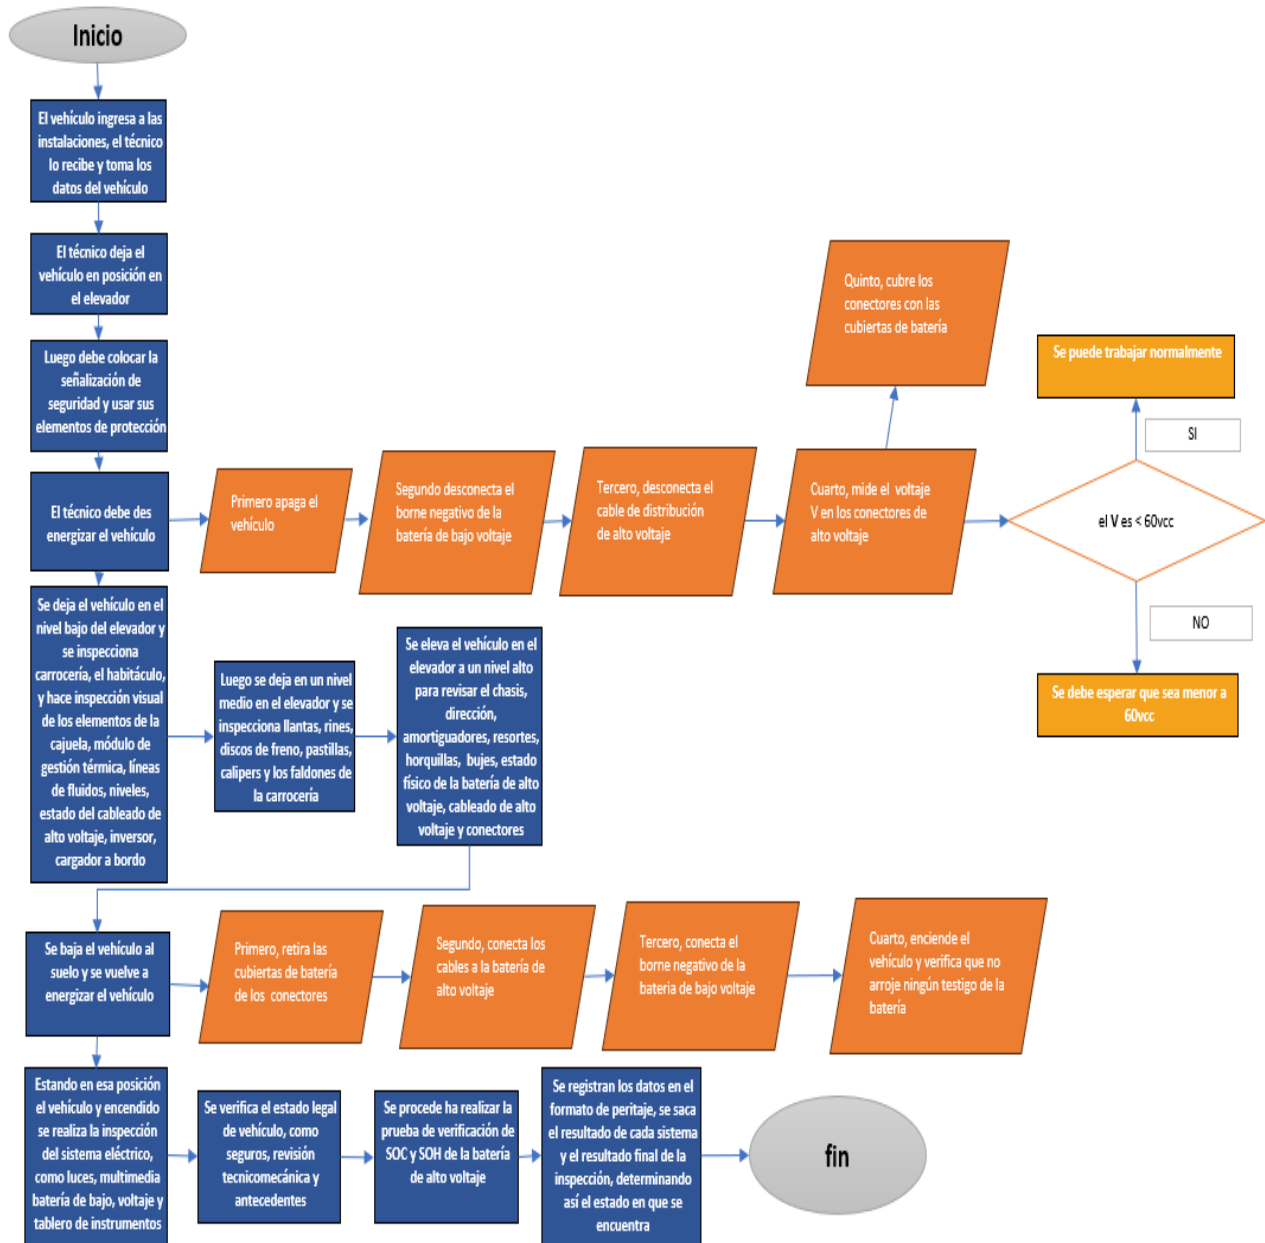 Inicio
El vehículo ingresa a las
instalaciones, el técnico
lo recibe y toma los
datos del vehículo
El técnico deja el
vehículo en posición en
el elevador
Luego debe colocar la
señalización de
seguridad y usar sus
elementos de protección
El técnico debe des
energizar el vehículo
Primero apaga el
vehículo
Segundo desconecta el
borne negativo de la
batería de bajo voltaje
Tercero, desconecta el
cable de distribución
de alto voltaje
Cuarto, mide el voltaje
V en los conectores de
alto voltaje
Quinto, cubre los
conectores con las
cubiertas de batería
el V es < 60vcc
SI
Se puede trabajar normalmente
NO
Se debe esperar que sea menor a
60vcc
Se deja el vehículo en el
nivel bajo del elevador y
se inspecciona
carrocería, el habitáculo,
y hace inspección visual
de los elementos de la
cajuela, módulo de
gestión térmica, líneas
de fluidos, niveles,
estado del cableado de
alto voltaje, inversor,
cargador a bordo
Luego se deja en un nivel
medio en el elevador y se
inspecciona llantas, rines,
discos de freno, pastillas,
calipers y los faldones de
la carrocería
Se eleva el vehículo en el
elevador a un nivel alto
para revisar el chasis,
dirección,
amortiguadores, resortes,
horquillas, bujes, estado
físico de la batería de alto
voltaje, cableado de alto
voltaje y conectores
Se baja el vehículo al
suelo y se vuelve a
energizar el vehículo
Primero, retira las
cubiertas de batería
de los conectores
Segundo, conecta los
cables a la batería de
alto voltaje
Tercero, conecta el
borne negativo de la
bateria de bajo voltaje
Cuarto, enciende el
vehículo y verifica que no
arroje ningún testigo de la
batería
Estando en esa posición
el vehículo y encendido
se realiza la inspección
del sistema eléctrico,
como luces, multimedia
batería de bajo, voltaje y
tablero de instrumentos
Se verifica el estado legal
de vehículo, como
seguros, revisión
tecnicomecánica y
antecedentes
Se procede ha realizar la
prueba de verificación de
SOC y SOH de la batería
de alto voltaje
Se registran los datos en el
formato de peritaje, se saca
el resultado de cada sistema
y el resultado final de la
inspección, determinando
así el estado en que se
encuentra
fin